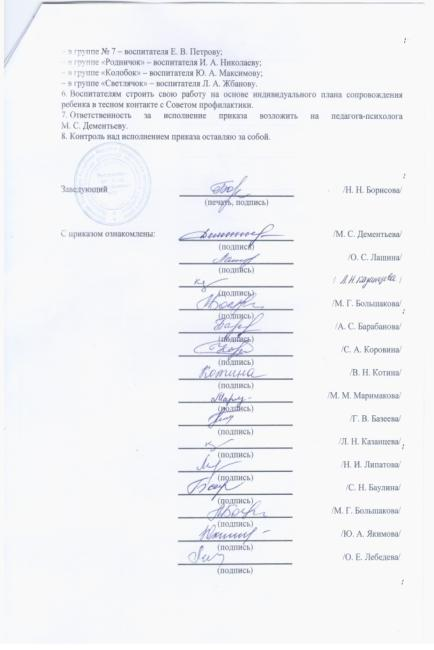 – в группе № 7 – воспитателя Е. В. Петрову;
– в группе «Родничок» – воспитателя И. А. Николаеву;
– в группе «Колобок» – воспитателя Ю. А. Максимову;
– в группе «Светлячок» – воспитателя Л. А. Жбанову.
6. Воспитателям строить свою работу на основе индивидуального плана сопровождения
ребенка в тесном контакте с Советом профилактики.
7. Ответственность за исполнение приказа возложить на педагога-психолога
М. С. Дементьеву.
8. Контроль над исполнением приказа оставляю за собой.
Заведующий /Н. Н. Борисова/
(печать, подпись)
С приказом ознакомлены: /М. С. Дементьева/
(подпись)
/О. С. Лашина/
(подпись)
/Л.Н. Казанцева/
(подпись)
/М. Г. Большакова/
(подпись)
/А. С. Барабанова/
(подпись)
/С. А. Коровина/
(подпись)
Котина /В. Н. Котина/
(подпись)
/М. М. Маримакова/
(подпись)
/Г. В. Базеева/
(подпись)
/Л. Н. Казанцева/
(подпись)
/Н. И. Липатова/
(подпись)
/С. Н. Баулина/
(подпись)
/М. Г. Большакова/
(подпись)
/Ю. А. Якимова/
(подпись)
/О. Е. Лебедева/
(подпись)